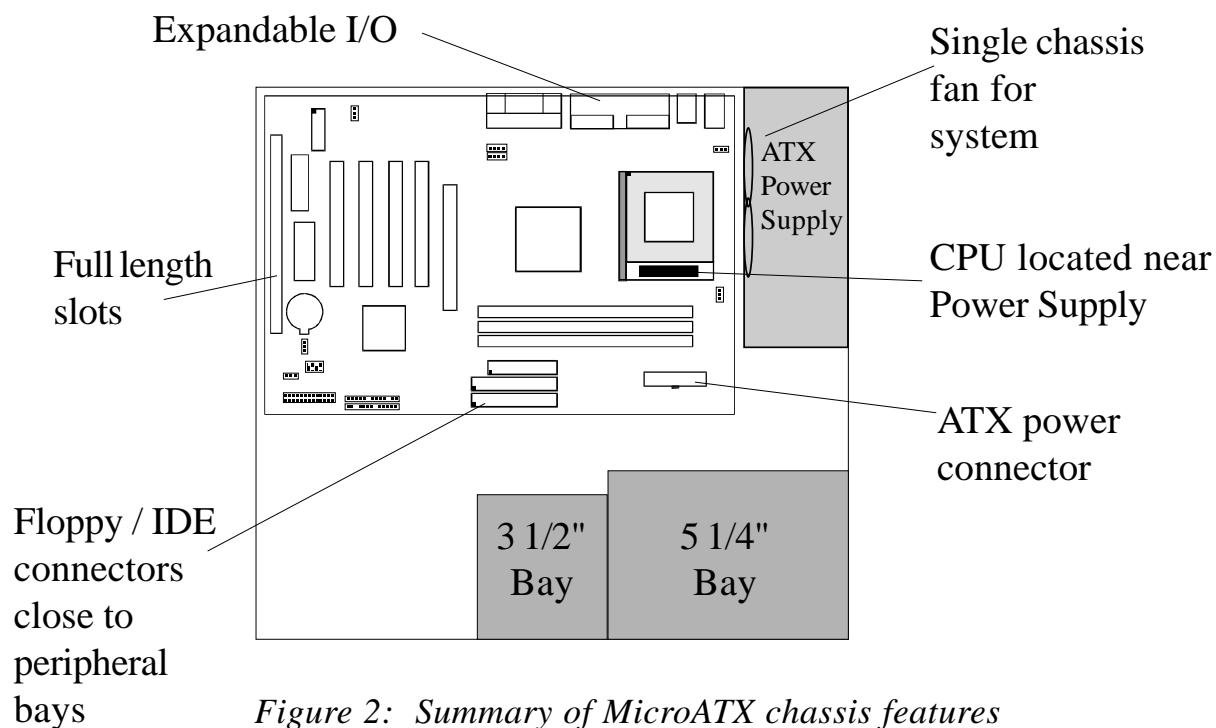 Expandable I/O
Single chassis
fan for
system
ATX
Power
Supply
Full length
slots
CPU located near
Power Supply
ATX power
connector
Floppy / IDE
connectors
close to
peripheral
bays
3 1/2"
Bay
5 1/4"
Bay
Figure 2: Summary of MicroATX chassis features